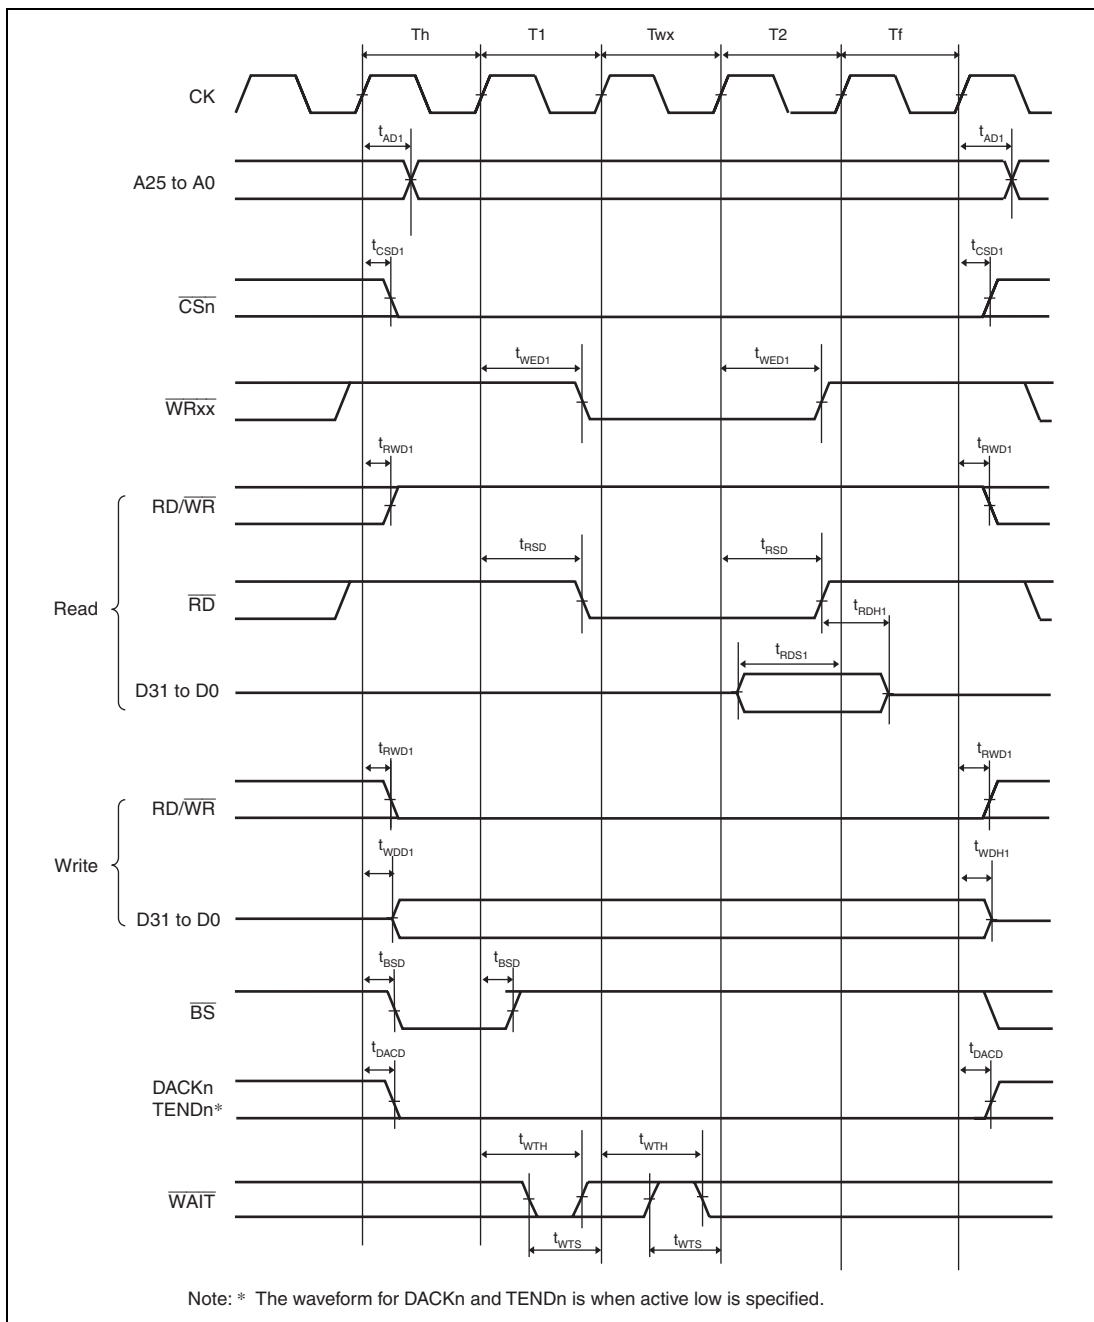 Th T1 Twx T2 Tf
CK
tAD1 tAD1
A25 to A0
tCSD1 tCSD1
CSn
tWED1 tWED1
WRxx
tRWD1 tRWD1
RD/WR
tRSD tRSD
Read
RD
tRDH1
tRDS1
D31 to D0
tRWD1 tRWD1
RD/WR
Write
tWDD1 tWDH1
D31 to D0
tBSD tBSD
BS
tDACD tDACD
DACKn
TENDn*
tWTH tWTH
WAIT
tWTS tWTS
Note: * The waveform for DACKn and TENDn is when active low is specified.